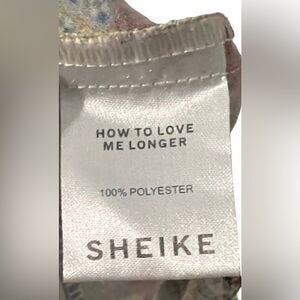 HOW TO LOVE
ME LONGER
100% POLYESTER
SHEIKE